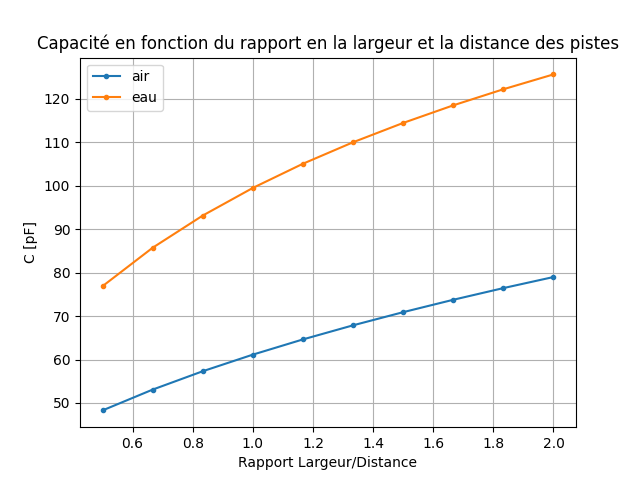 Capacité en fonction du rapport en la largeur et la distance des pistes
air
eau
120
110
100
90
80
70
60
50
C [pF]
0.6 0.8 1.0 1.2 1.4 1.6 1.8 2.0
Rapport Largeur/Distance